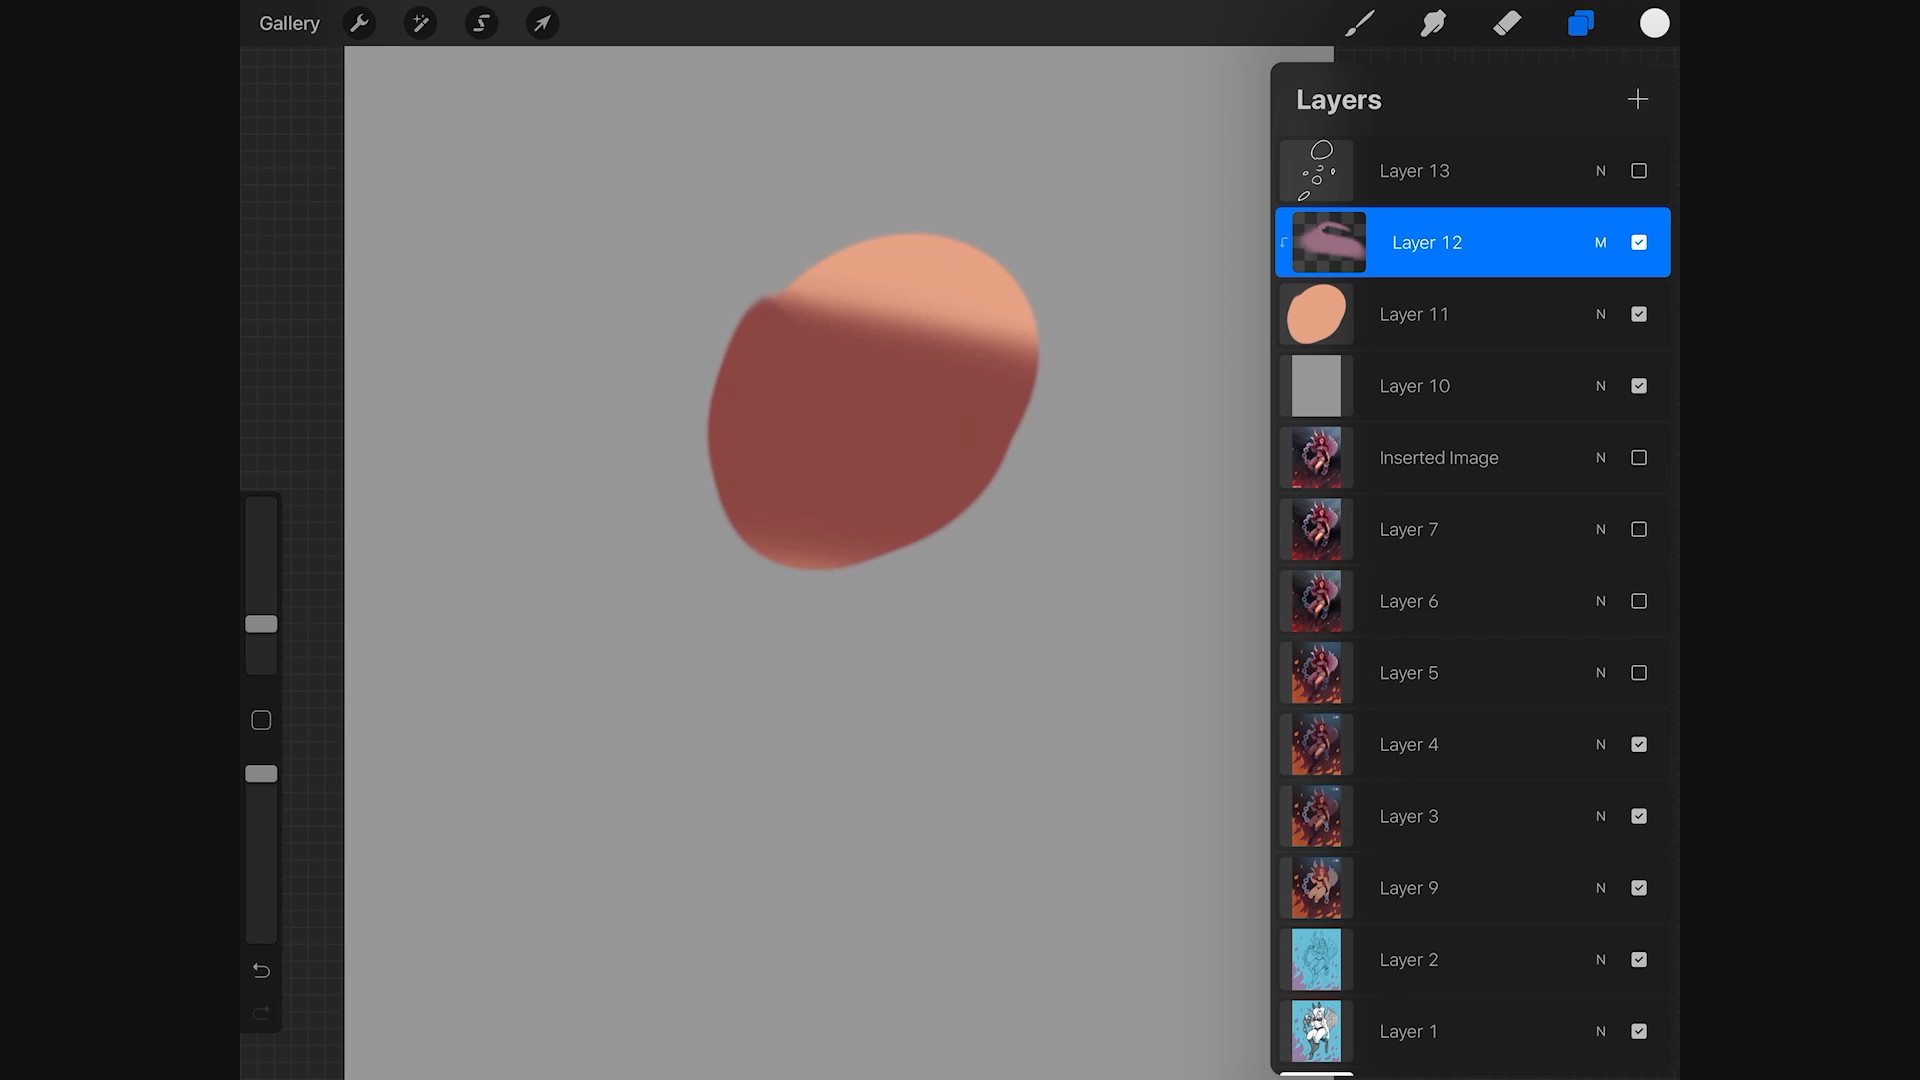 Gallery
Layers
Layer 13 N
Layer 12 M
Layer 11 N
Layer 10 N
Inserted Image N
Layer 7 N
Layer 6 N
Layer 5 N
Layer 4 N
Layer 3 N
Layer 9 N
Layer 2 N
Layer 1 N